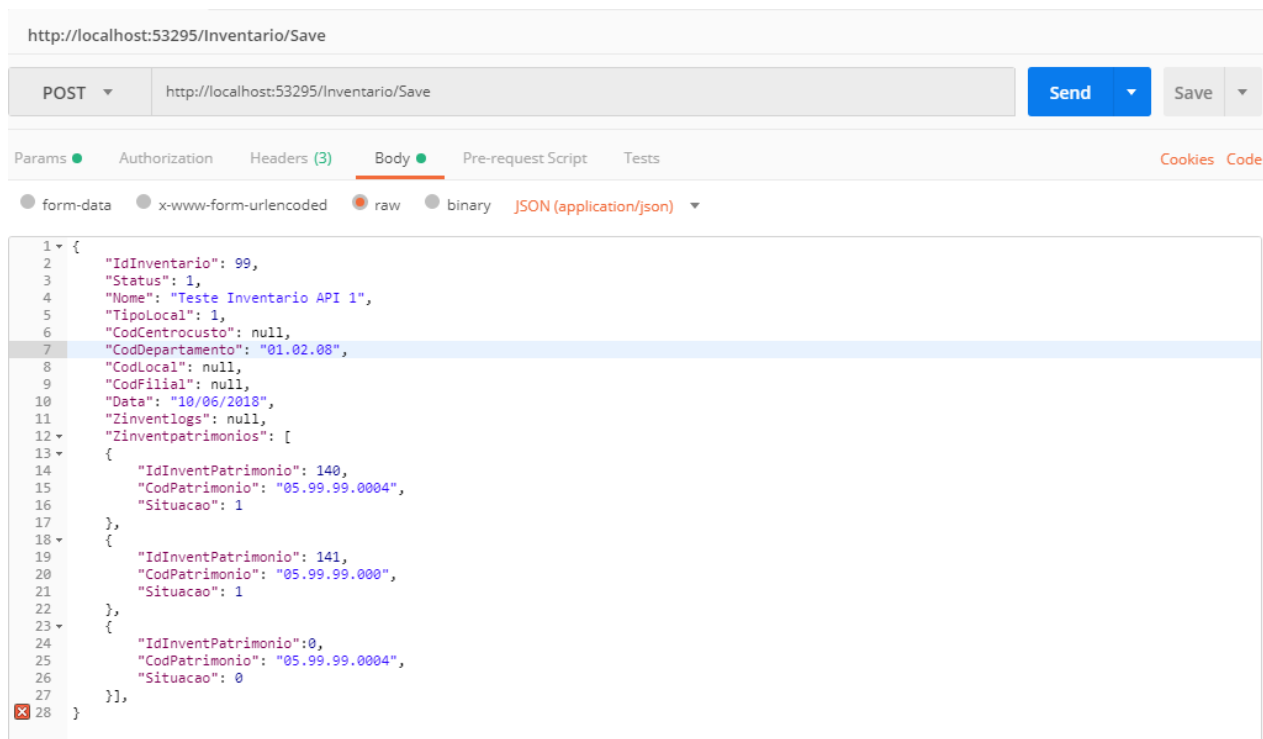 http://localhost:53295/Inventario/Save
POST http://localhost:53295/Inventario/Save Send Save
Params Authorization Headers (3) Body Pre-request Script Tests Cookies Code
form-data x-www-form-urlencoded raw binary JSON (application/json)
1 {
2 "IdInventario": 99,
3 "Status": 1,
4 "Nome": "Teste Inventario API 1",
5 "TipoLocal": 1,
6 "CodCentrocusto": null,
7 "CodDepartamento": "01.02.08",
8 "CodLocal": null,
9 "CodFilial": null,
10 "Data": "10/06/2018",
11 "Zinventlogs": null,
12 "Zinventpatrimonios": [
13 {
14 "IdInventPatrimonio": 140,
15 "CodPatrimonio": "05.99.99.0004",
16 "Situacao": 1
17 },
18 {
19 "IdInventPatrimonio": 141,
20 "CodPatrimonio": "05.99.99.000",
21 "Situacao": 1
22 },
23 {
24 "IdInventPatrimonio":0,
25 "CodPatrimonio": "05.99.99.0004",
26 "Situacao": 0
27 }],
28 }